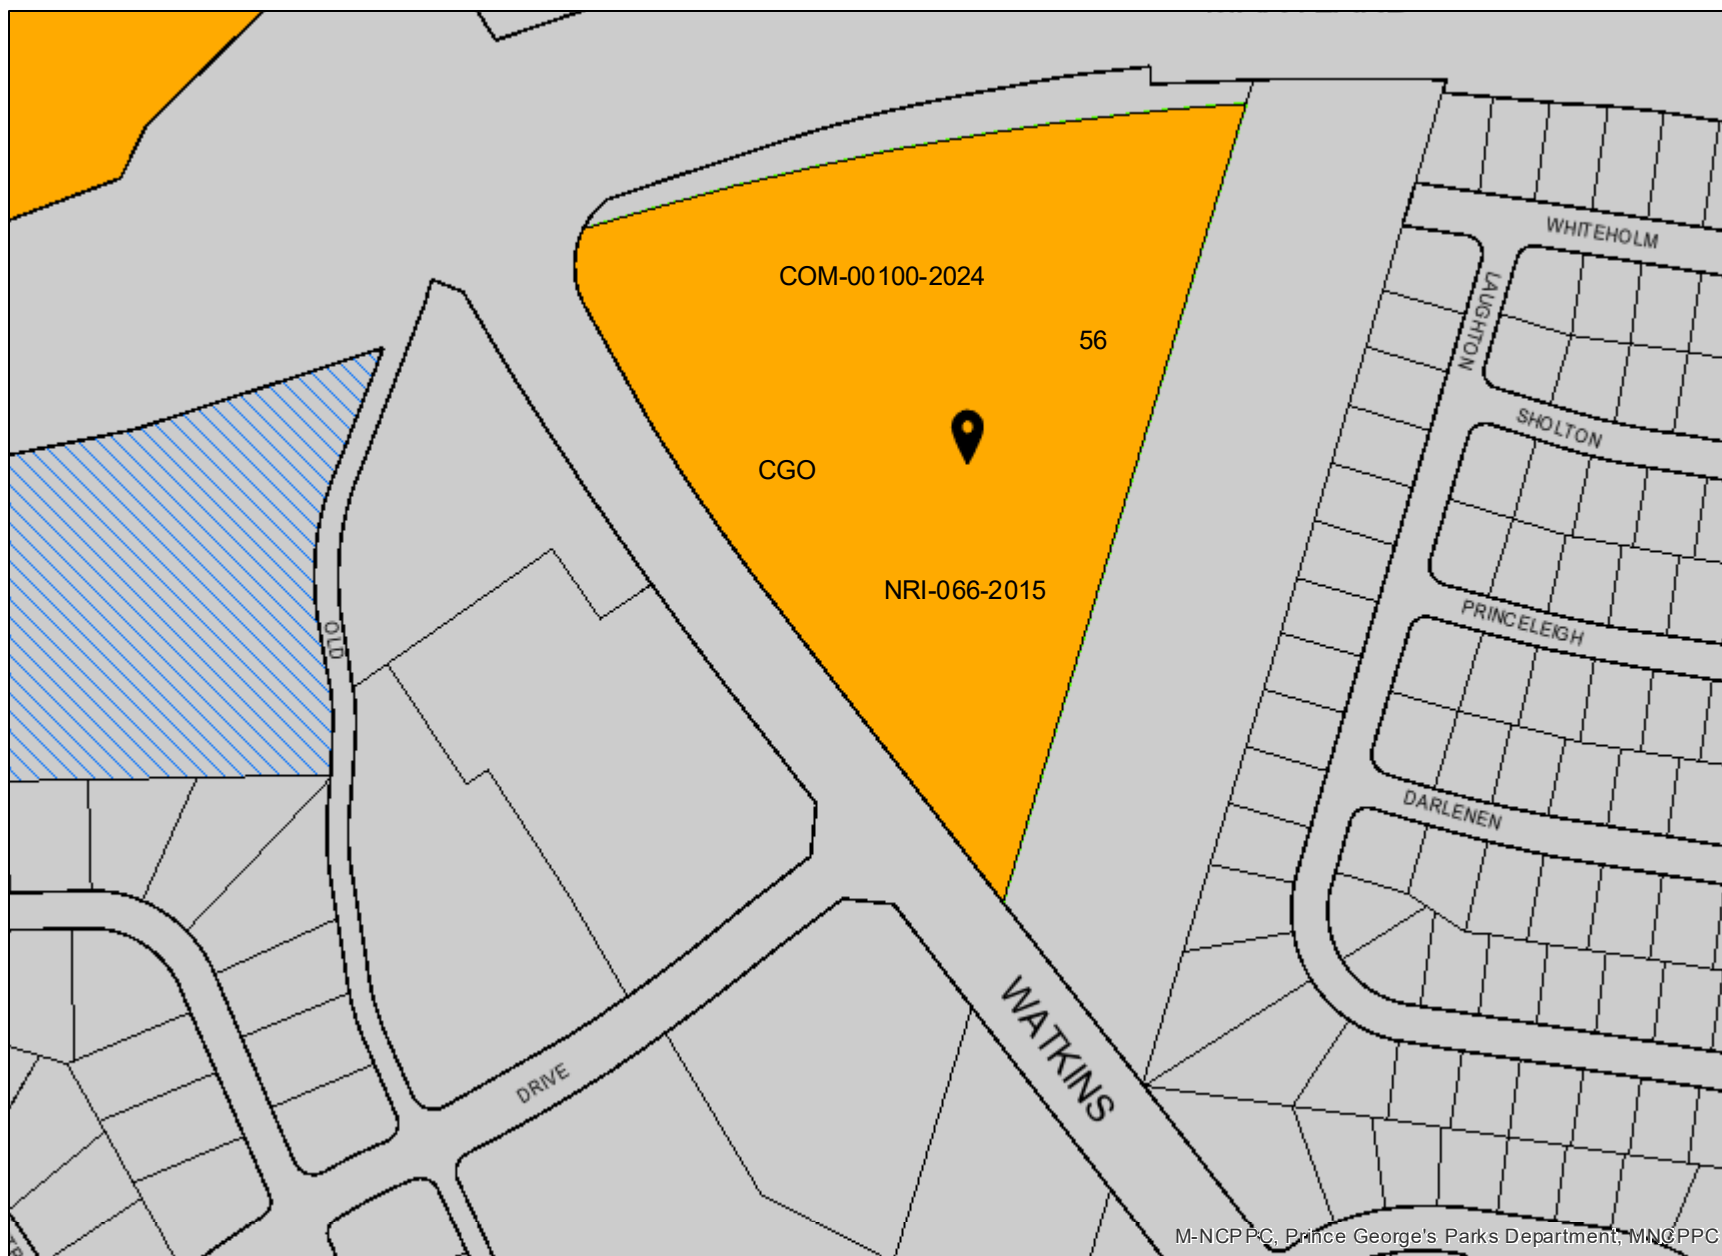 WHITEHOLM
COM-00100-2024
LAUGHTON
56
SHOLTON
CGO
NRI-066-2015
PRINCELEIGH
OLD
DARLENEN
WATKINS
DRIVE
M-NCPPC, Prince George's Parks Department, MNCPPC